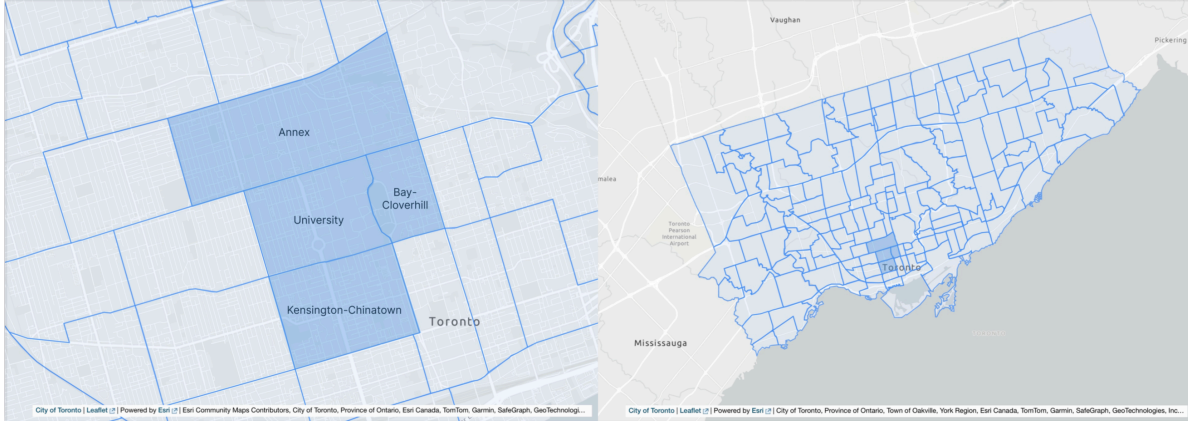 Annex
Bay-
Cloverhill
University
Kensington-Chinatown
Toronto
City of Toronto | Leaflet | Powered by Esri | Esri Community Maps Contributors, City of Toronto, Province of Ontario, Esri Canada, TomTom, Garmin, SafeGraph, GeoTechnologi...
Vaughan
Pickering
malea
Toronto
Pearson
International
Airport
Toronto
Mississauga
City of Toronto | Leaflet | Powered by Esri | City of Toronto, Province of Ontario, Town of Oakville, York Region, Esri Canada, TomTom, Garmin, SafeGraph, GeoTechnologies, Inc...